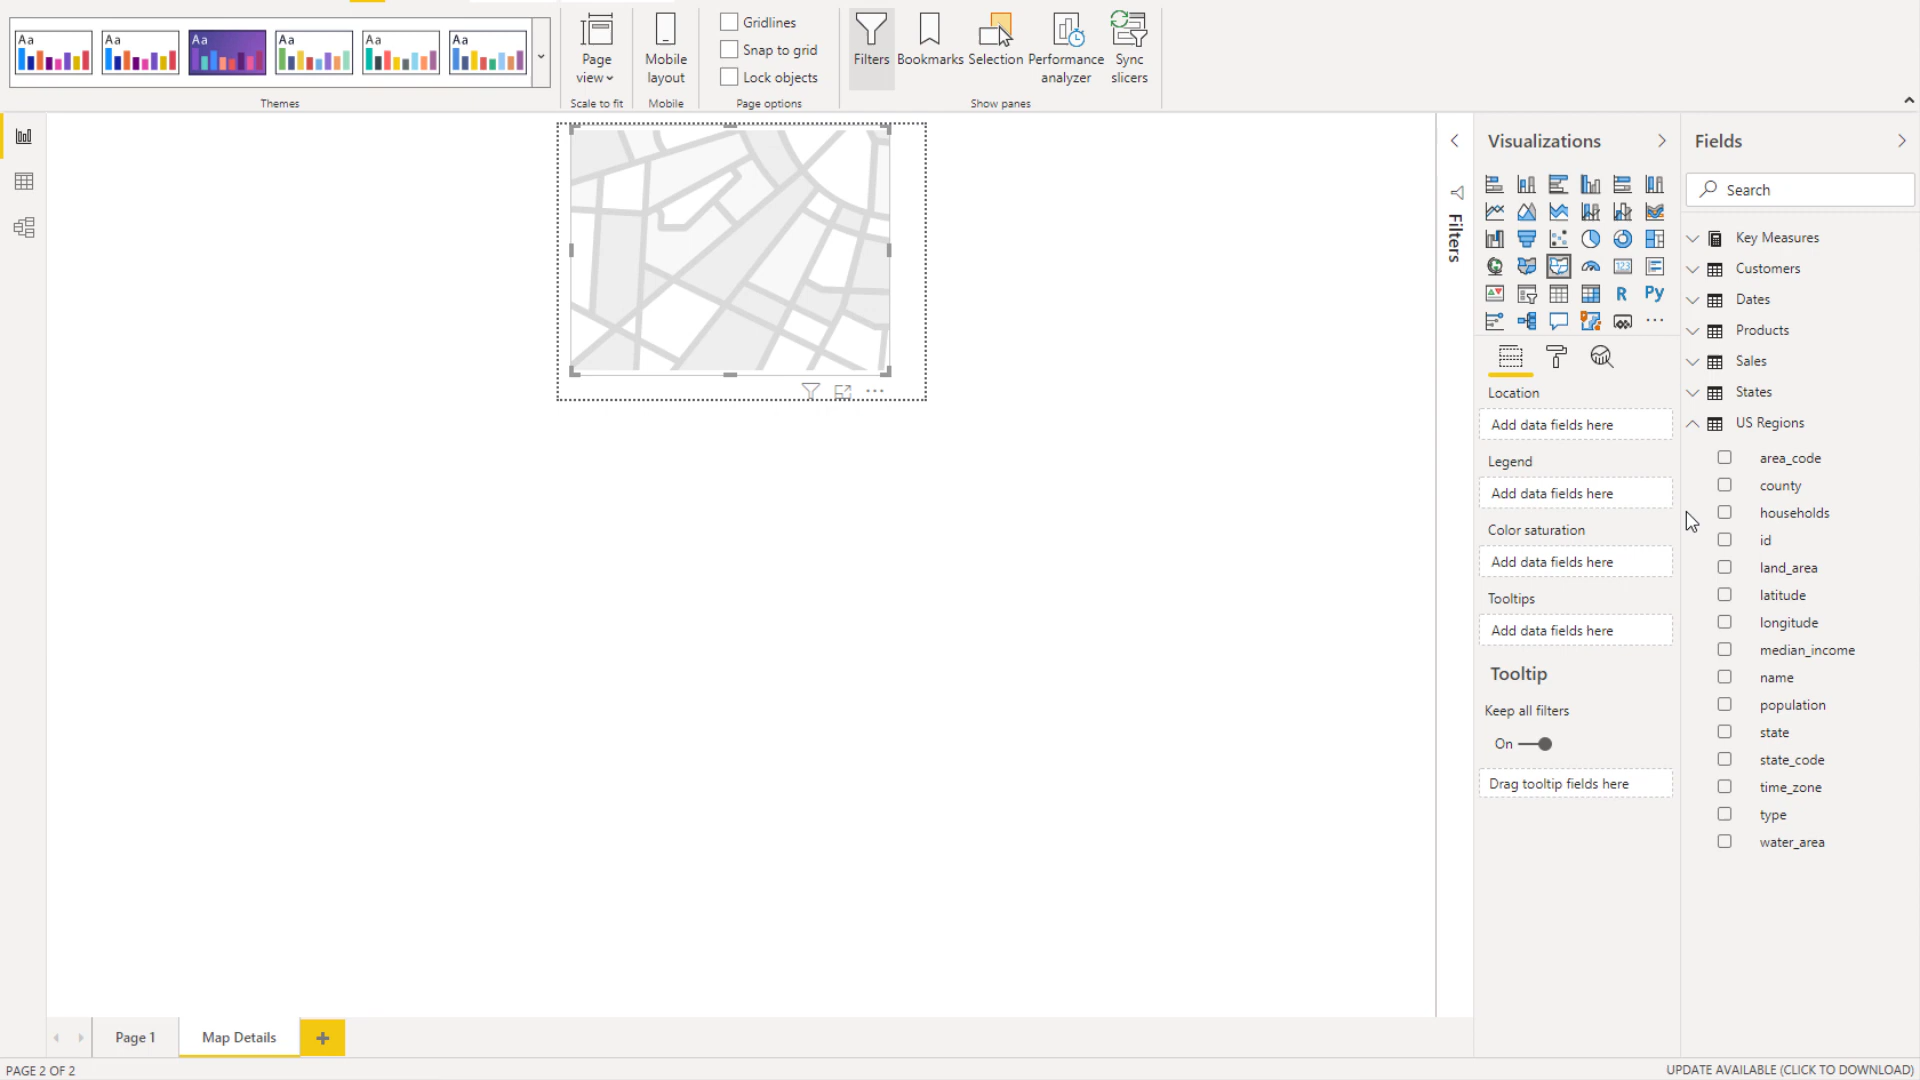 Aa
Aa
Aa
Aa
Aa
Aa
Themes
Page
view
Scale to fit
Mobile
layout
Mobile
Gridlines
Snap to grid
Lock objects
Page options
Filters
Bookmarks
Selection
Performance
analyzer
Sync
slicers
Show panes
Filters
Visualizations
123
R
Py
Location
Add data fields here
Legend
Add data fields here
Color saturation
Add data fields here
Tooltips
Add data fields here
Tooltip
Keep all filters
On
Drag tooltip fields here
Fields
Search
Key Measures
Customers
Dates
Products
Sales
States
US Regions
area_code
county
households
id
land_area
latitude
longitude
median_income
name
population
state
state_code
time_zone
type
water_area
Page 1
Map Details
PAGE 2 OF 2
UPDATE AVAILABLE (CLICK TO DOWNLOAD)